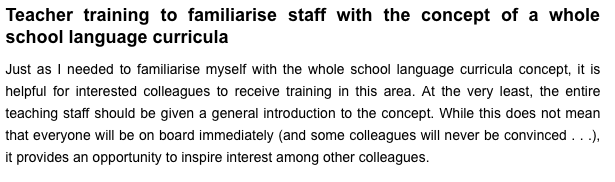 Teacher training to familiarise staff with the concept of a whole
school language curricula
Just as I needed to familiarise myself with the whole school language curricula concept, it is
helpful for interested colleagues to receive training in this area. At the very least, the entire
teaching staff should be given a general introduction to the concept. While this does not mean
that everyone will be on board immediately (and some colleagues will never be convinced . . .),
it provides an opportunity to inspire interest among other colleagues.